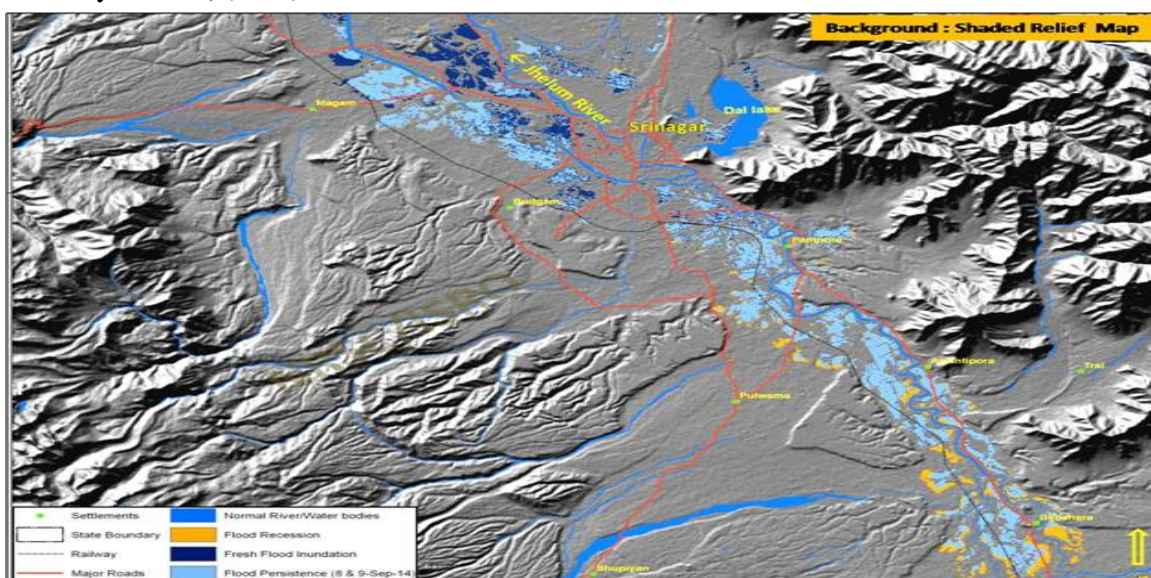 Background : Shaded Relief Map
← Jhelum River
Dal lake
Srinagar
Magam
Budgam
Pampore
Awantipora
Tral
Pulwama
Shupiyan
Settlements
State Boundary
Railway
Major Roads
Normal River/Water bodies
Flood Recession
Fresh Flood Inundation
Flood Persistence (8 & 9-Sep-14)